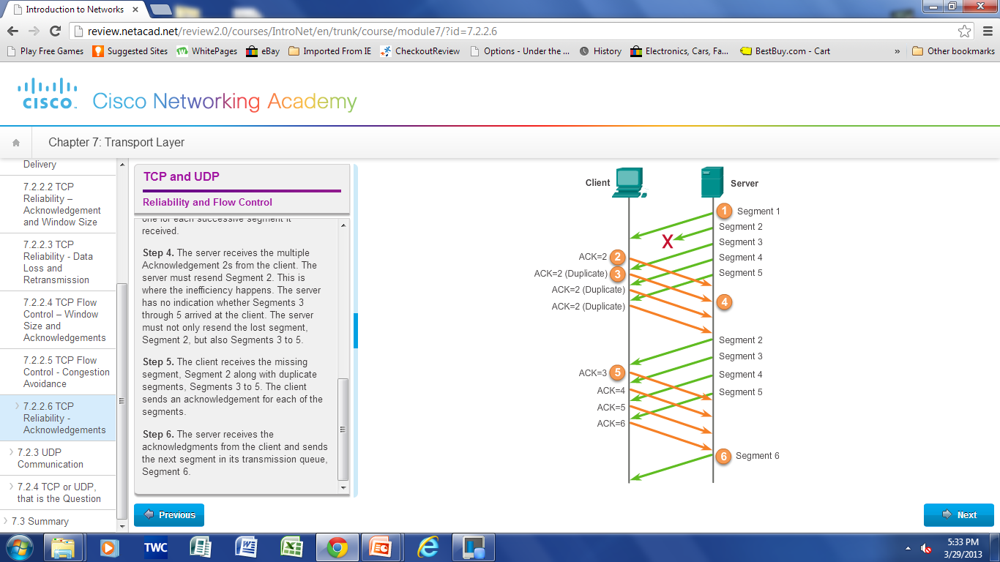 Introduction to Networks
review.netacad.net/review2.0/courses/IntroNet/en/trunk/course/module7/?id=7.2.2.6
Play Free Games
Suggested Sites
WhitePages
eBay
Imported From IE
CheckoutReview
Options - Under the ...
History
Electronics, Cars, Fa...
BestBuy.com - Cart
»
Other bookmarks
CISCO
Cisco Networking Academy
Chapter 7: Transport Layer
Delivery
7.2.2.2 TCP
Reliability –
Acknowledgement
and Window Size
7.2.2.3 TCP
Reliability - Data
Loss and
Retransmission
7.2.2.4 TCP Flow
Control – Window
Size and
Acknowledgements
7.2.2.5 TCP Flow
Control - Congestion
Avoidance
7.2.2.6 TCP
Reliability -
Acknowledgements
7.2.3 UDP
Communication
7.2.4 TCP or UDP,
that is the Question
7.3 Summary
TCP and UDP
Reliability and Flow Control
one for each successive segment it
received.
Step 4. The server receives the multiple
Acknowledgement 2s from the client. The
server must resend Segment 2. This is
where the inefficiency happens. The server
has no indication whether Segments 3
through 5 arrived at the client. The server
must not only resend the lost segment,
Segment 2, but also Segments 3 to 5.
Step 5. The client receives the missing
segment, Segment 2 along with duplicate
segments, Segments 3 to 5. The client
sends an acknowledgement for each of the
segments.
Step 6. The server receives the
acknowledgments from the client and sends
the next segment in its transmission queue,
Segment 6.
Previous
Client
Server
1 Segment 1
Segment 2
X
Segment 3
ACK=2 2
Segment 4
ACK=2 (Duplicate) 3
Segment 5
ACK=2 (Duplicate)
4
ACK=2 (Duplicate)
Segment 2
Segment 3
ACK=3 5
Segment 4
ACK=4
Segment 5
ACK=5
ACK=6
6 Segment 6
Next
TWC
5:33 PM
3/29/2013